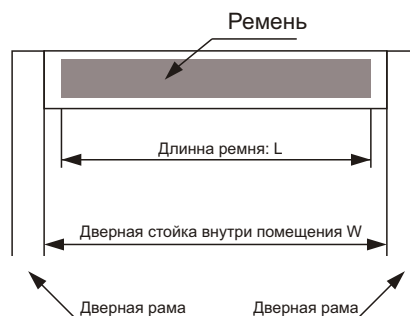 Ремень
Длинна ремня: L
Дверная стойка внутри помещения W
Дверная рама
Дверная рама